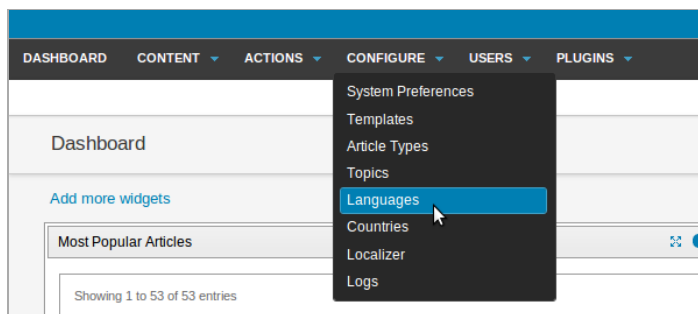 DASHBOARD CONTENT ACTIONS CONFIGURE USERS PLUGINS
System Preferences
Templates
Article Types
Topics
Languages
Countries
Localizer
Logs
Dashboard
Add more widgets
Most Popular Articles
Showing 1 to 53 of 53 entries